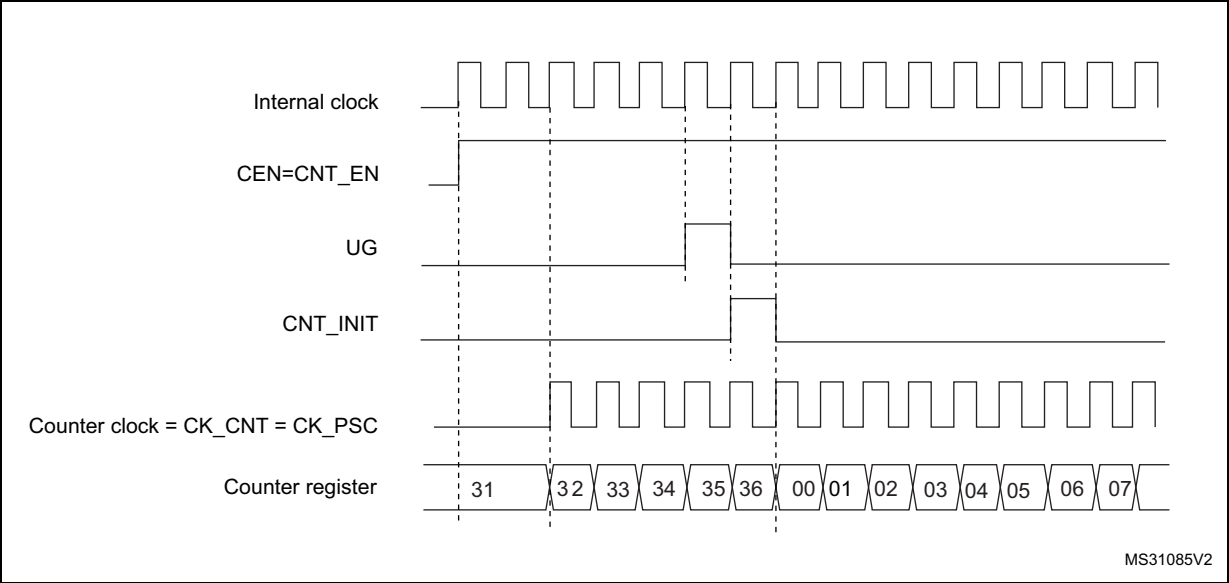 Internal clock
CEN=CNT_EN
UG
CNT_INIT
Counter clock = CK_CNT = CK_PSC
Counter register 31 32 33 34 35 36 00 01 02 03 04 05 06 07
MS31085V2